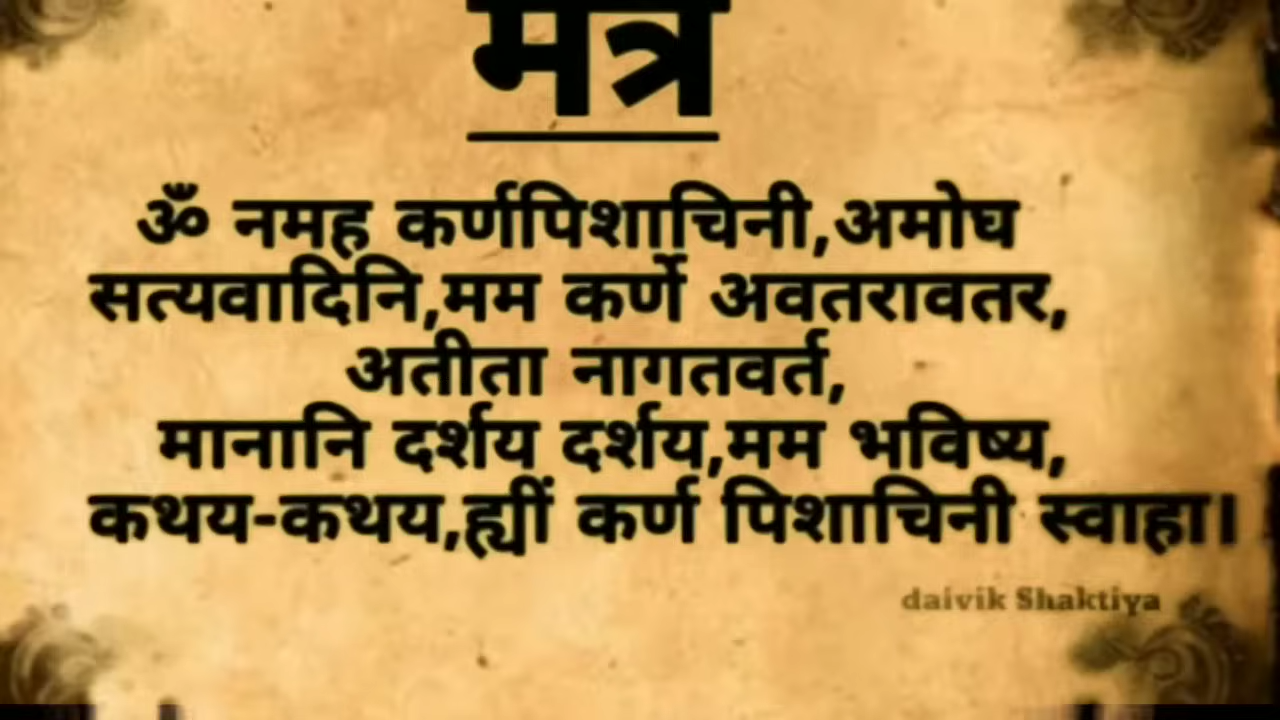 मंत्र
ॐ नमह कर्णपिशाचिनी,अमोघ
सत्यवादिनि,मम कर्णे अवतरावतर,
अतीता नागतवर्त,
मानानि दर्शय दर्शय,मम भविष्य,
कथय-कथय,ह्यीं कर्ण पिशाचिनी स्वाहा।
daivik Shaktiya